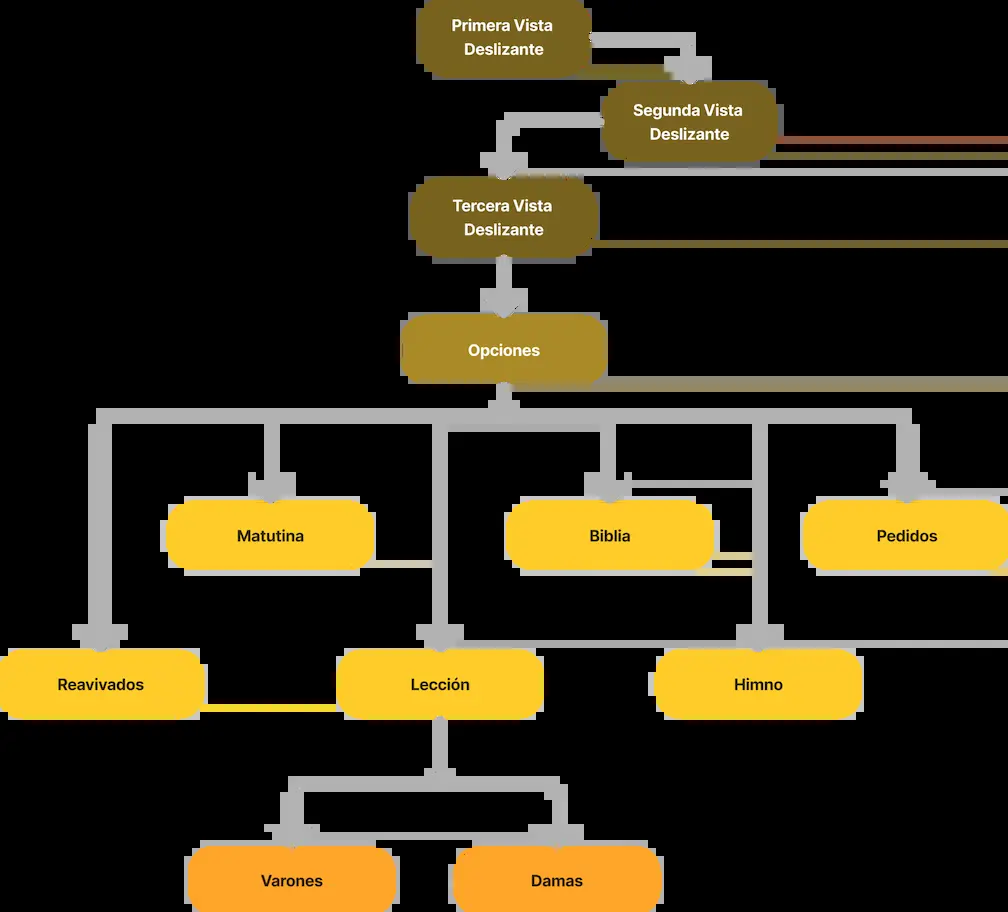 Primera Vista
Deslizante
Segunda Vista
Deslizante
Tercera Vista
Deslizante
Opciones
Matutina
Biblia
Pedidos
Reavivados
Lección
Himno
Varones
Damas